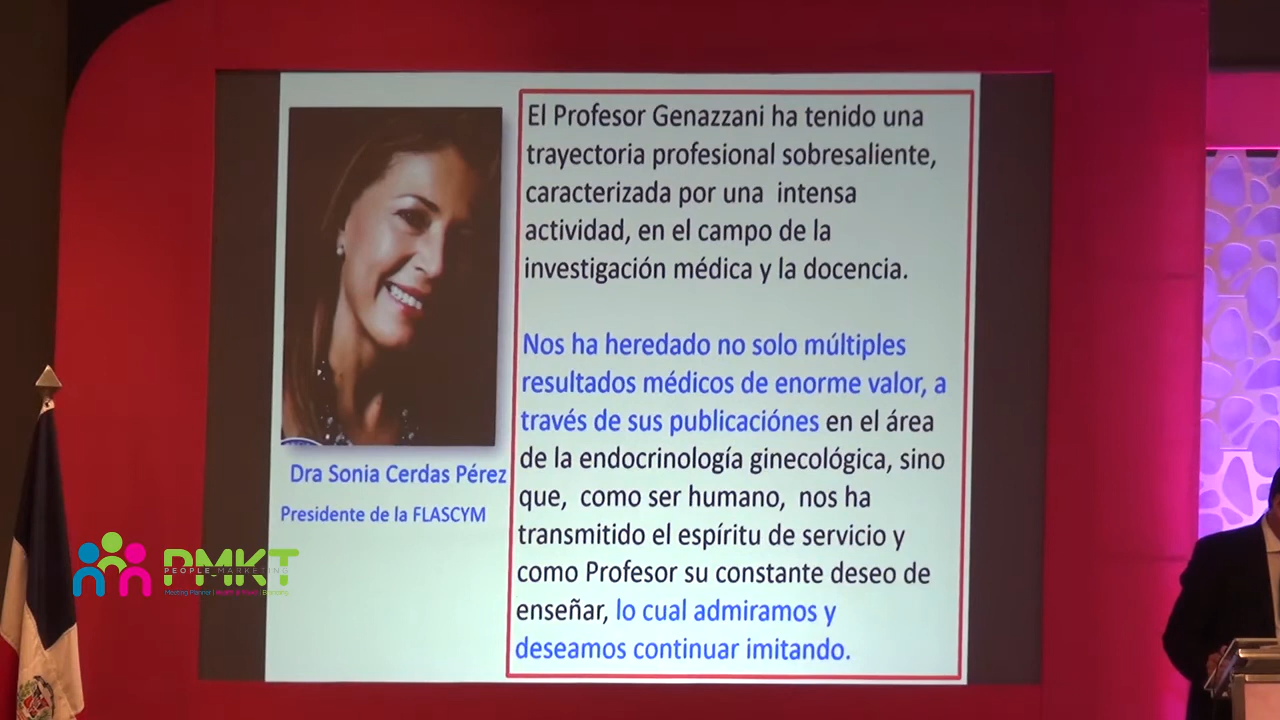 El Profesor Genazzani ha tenido una
trayectoria profesional sobresaliente,
caracterizada por una intensa
actividad, en el campo de la
investigación médica y la docencia.
Nos ha heredado no solo múltiples
resultados médicos de enorme valor, a
través de sus publicaciónes en el área
de la endocrinología ginecológica, sino
que, como ser humano, nos ha
transmitido el espíritu de servicio y
como Profesor su constante deseo de
enseñar, lo cual admiramos y
deseamos continuar imitando.
Dra Sonia Cerdas Pérez
Presidente de la FLASCYM
PMKT
PEOPLE MARKETING
Meeting Planner